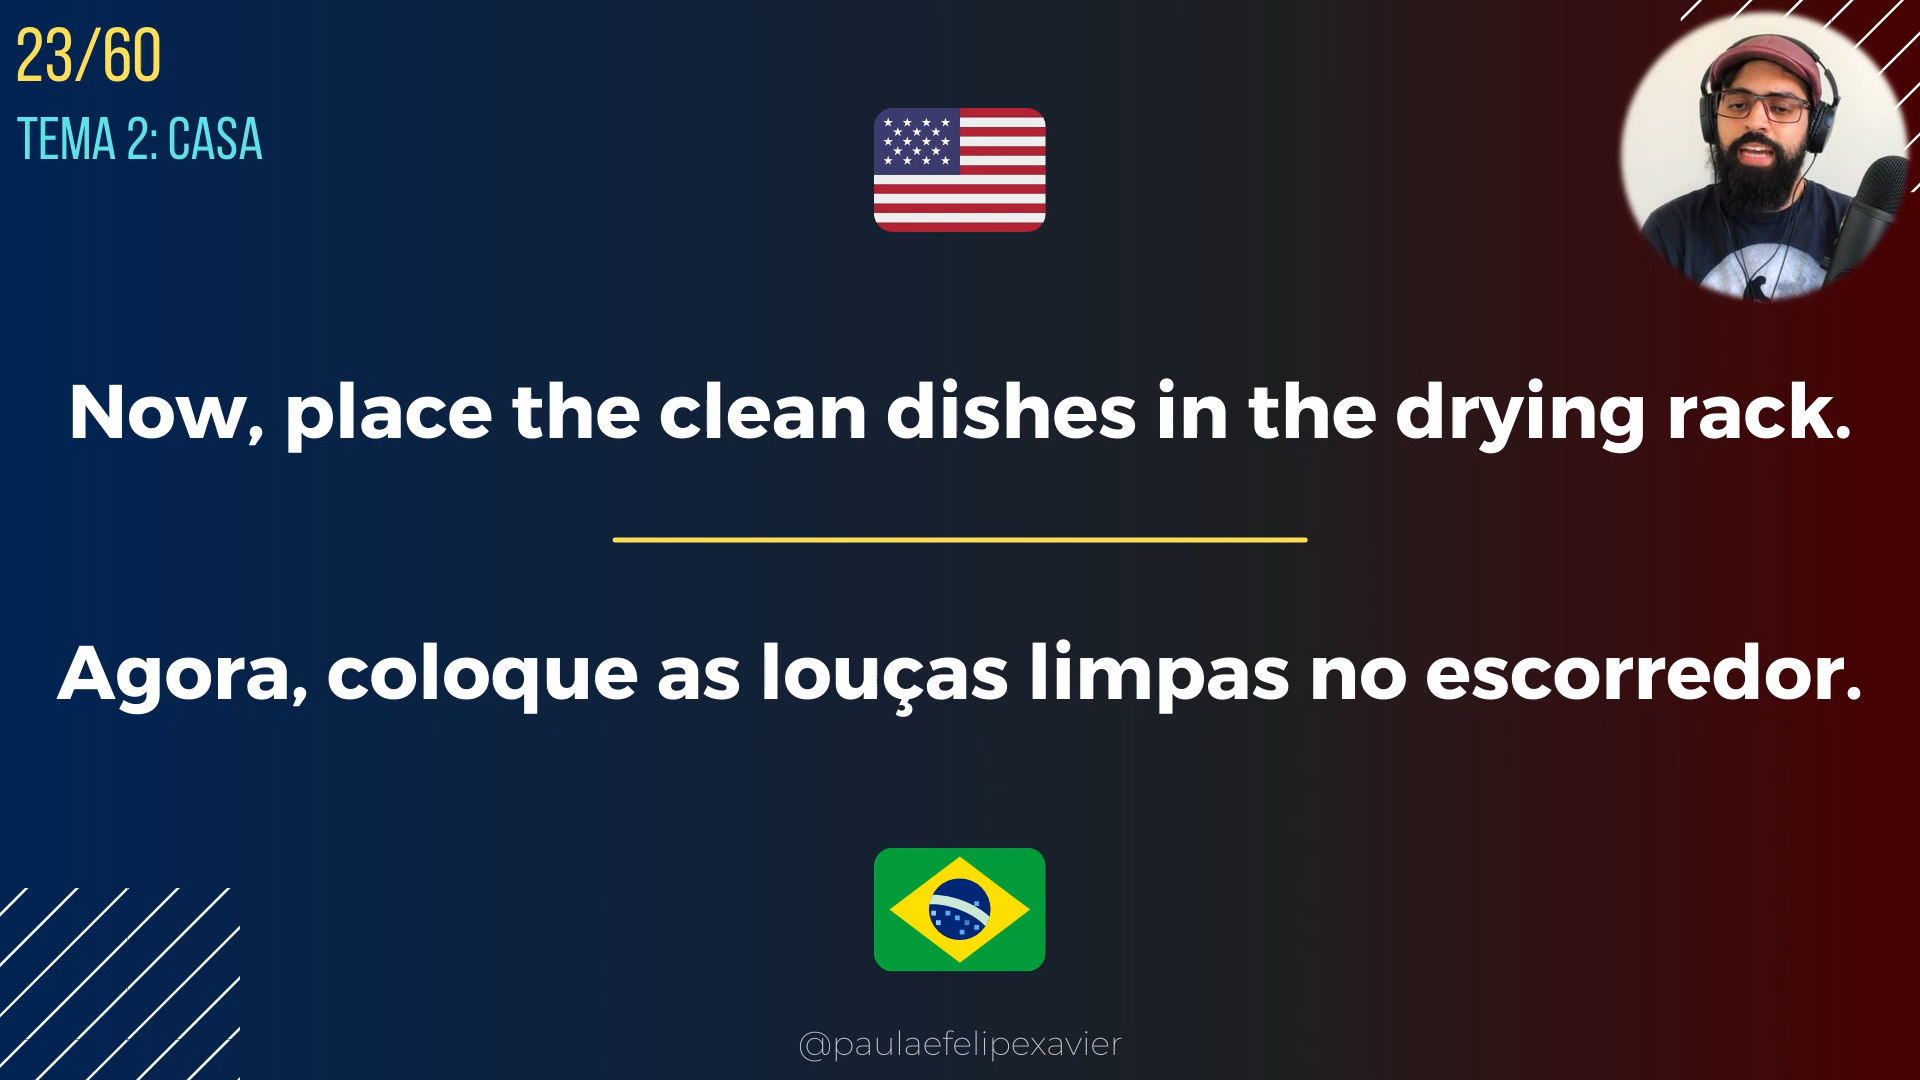 23/60
TEMA 2: CASA
Now, place the clean dishes in the drying rack.
Agora, coloque as louças limpas no escorredor.
@paulaefelipexavier